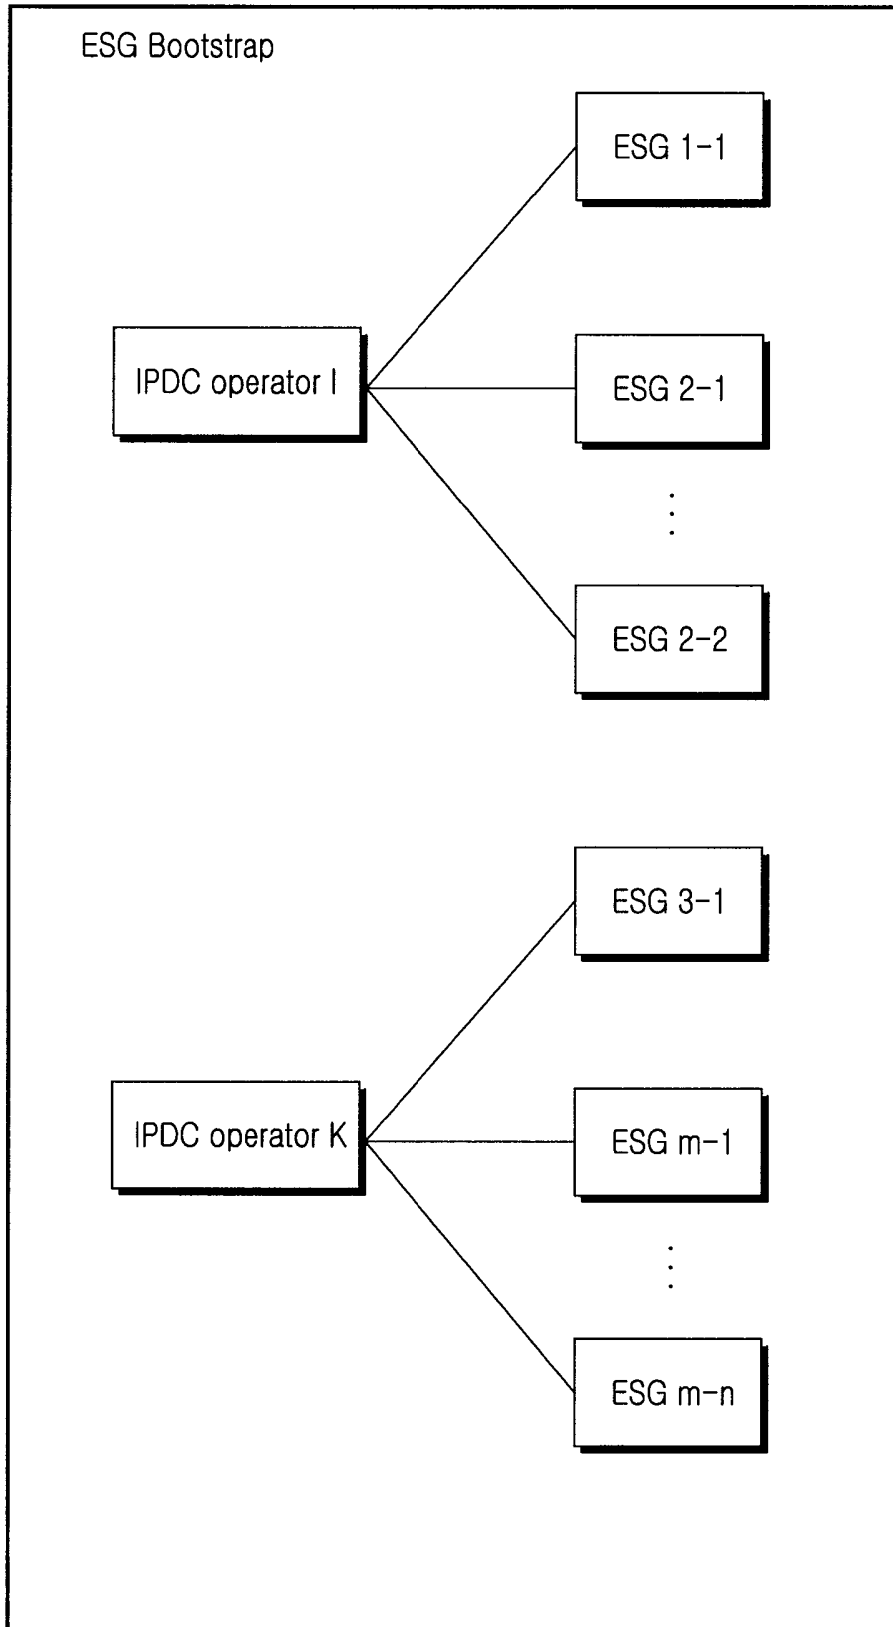 ESG Bootstrap
ESG 1-1
IPDC operator I
ESG 2-1
ESG 2-2
ESG 3-1
IPDC operator K
ESG m-1
ESG m-n